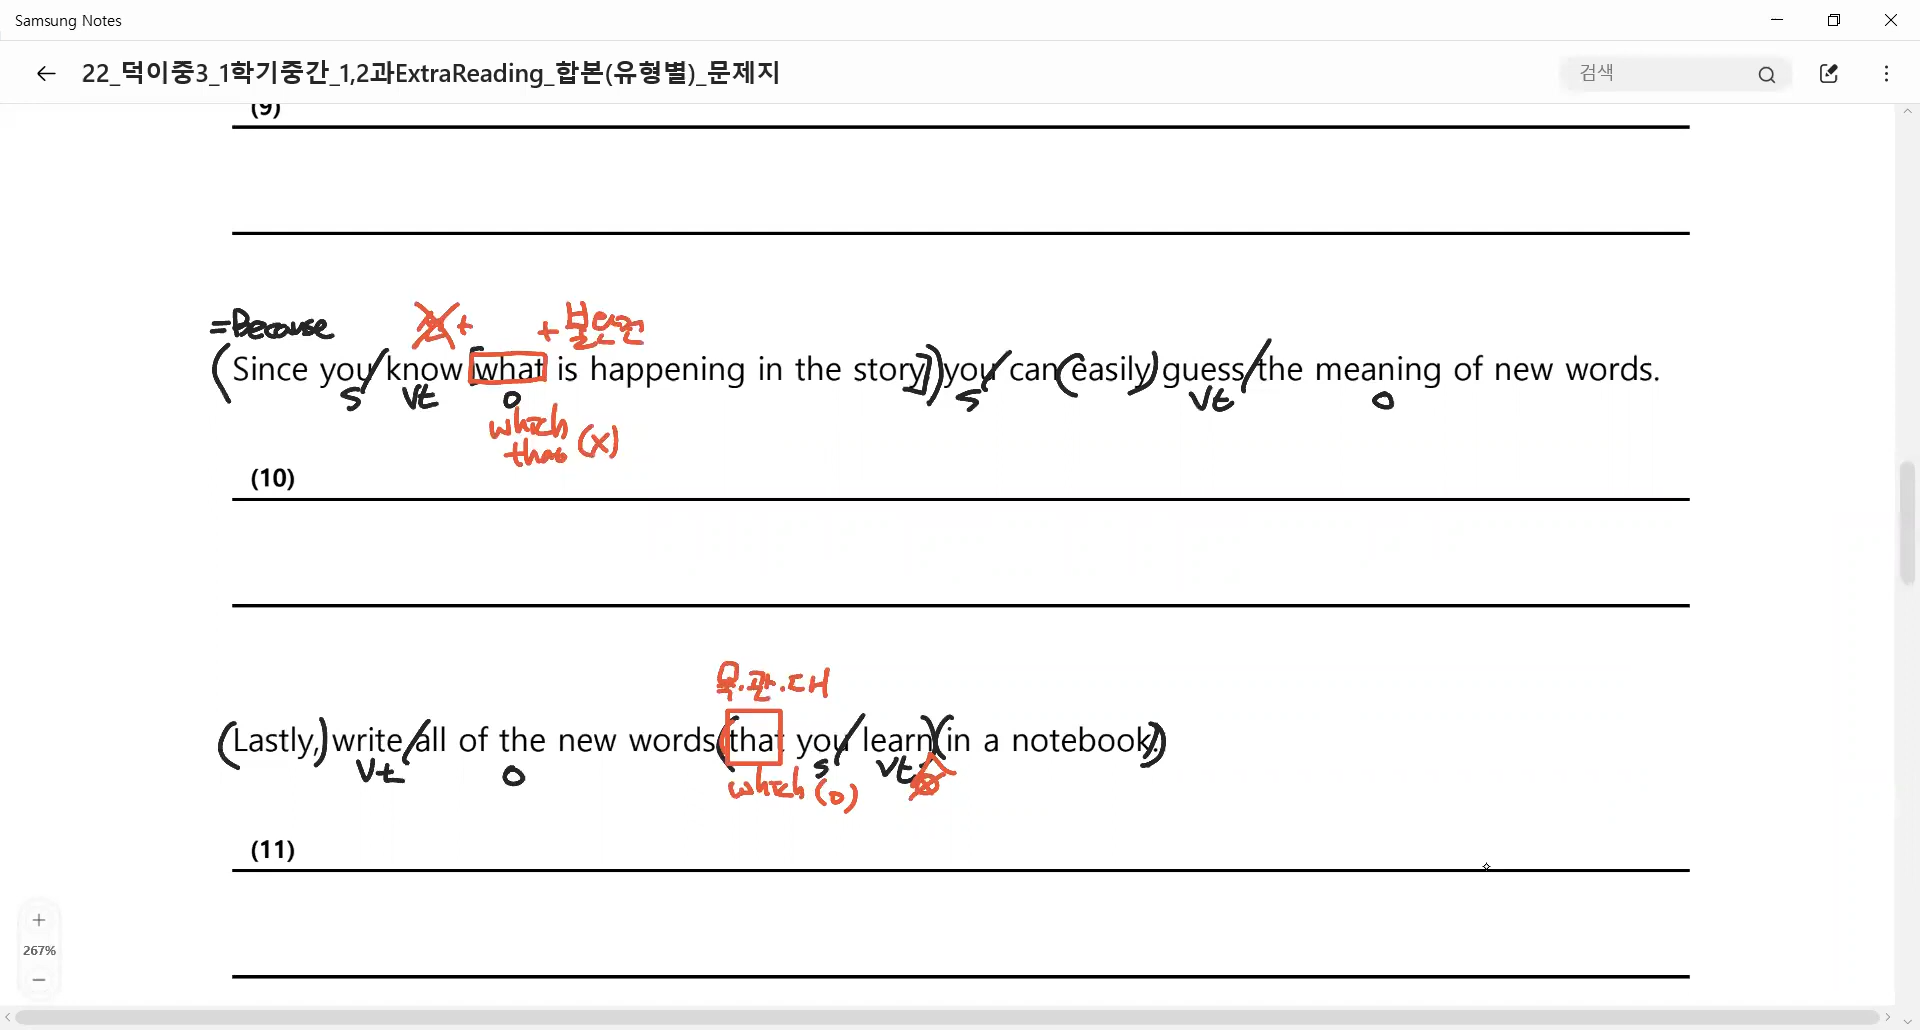 Samsung Notes
22_덕이중3_1학기중간_1,2과ExtraReading_합본(유형별)_문제지
검색
(9)
=Because + + 불완전
Since you know what is happening in the story, you can easily guess the meaning of new words.
S Vt O S Vt O
which
that (X)
(10)
목.관.대
Lastly, write all of the new words that you learn in a notebook.
Vt O which (O) S Vt
(11)
267%